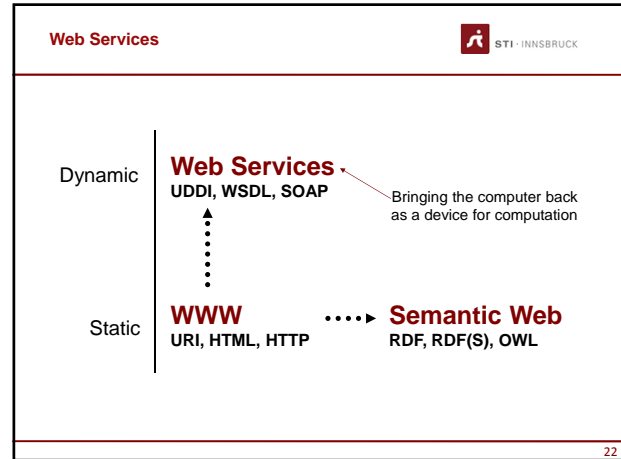 Web Services
STI · INNSBRUCK
Dynamic
Web Services
UDDI, WSDL, SOAP
Bringing the computer back
as a device for computation
Static
WWW
URI, HTML, HTTP
Semantic Web
RDF, RDF(S), OWL
22